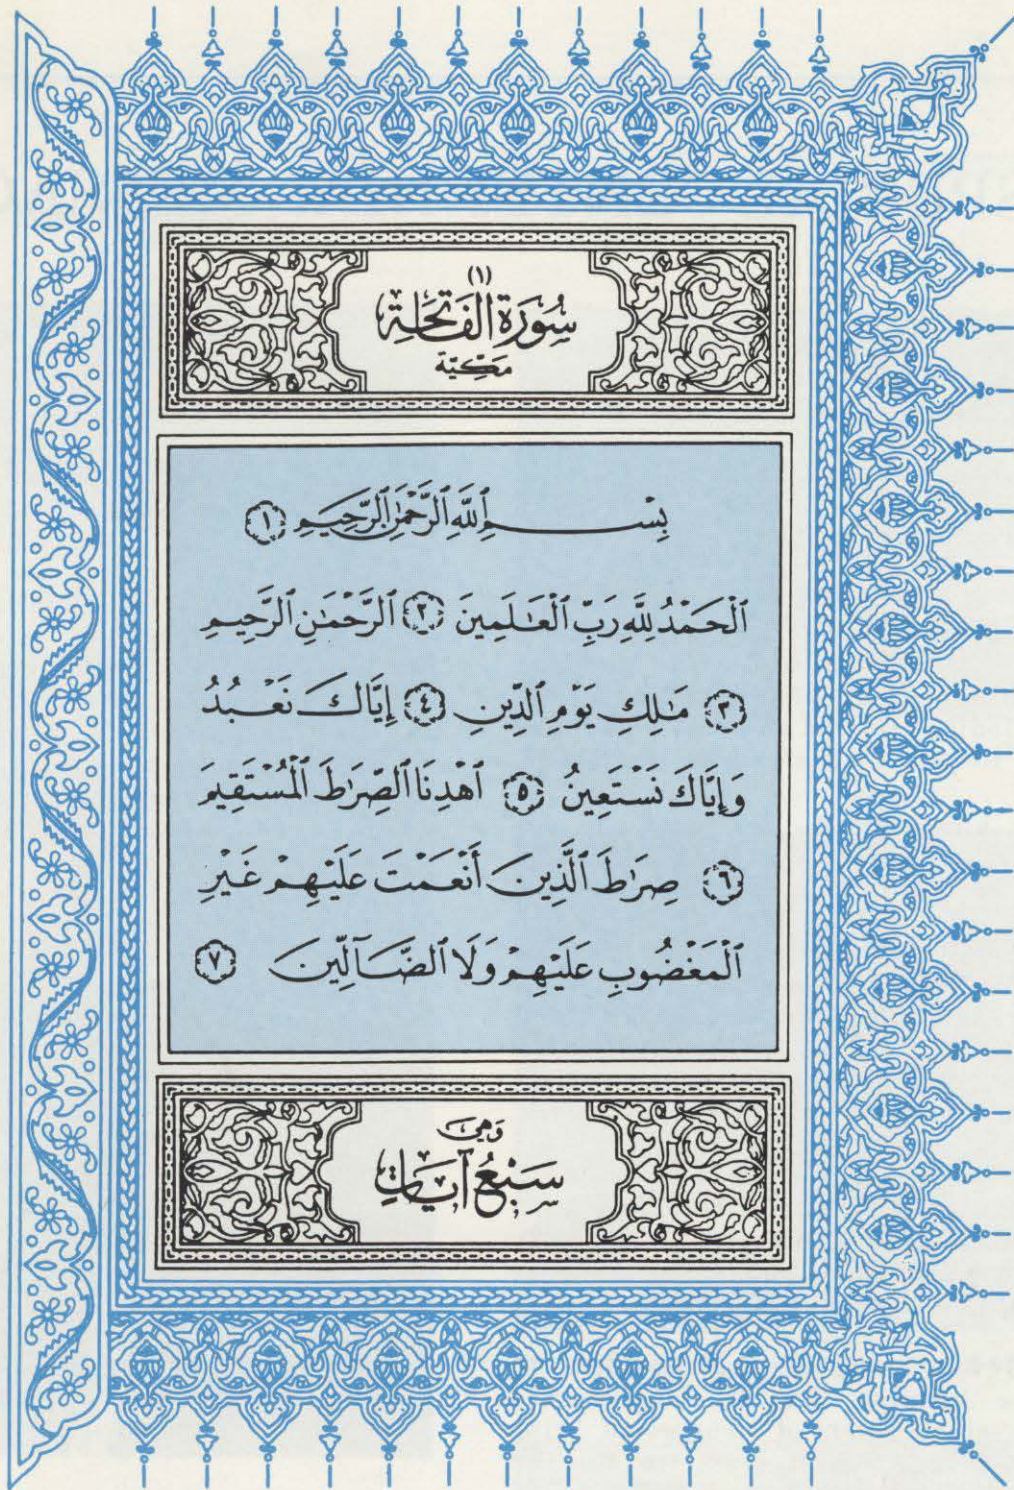 (١)
سُورَةُ الفَاتِحَةِ
مَكِّيَّة
بِسْمِ ٱللَّهِ ٱلرَّحْمَٰنِ ٱلرَّحِيمِ ١
ٱلْحَمْدُ لِلَّهِ رَبِّ ٱلْعَٰلَمِينَ ٢ ٱلرَّحْمَٰنِ ٱلرَّحِيمِ
٣ مَٰلِكِ يَوْمِ ٱلدِّينِ ٤ إِيَّاكَ نَعْبُدُ
وَإِيَّاكَ نَسْتَعِينُ ٥ ٱهْدِنَا ٱلصِّرَٰطَ ٱلْمُسْتَقِيمَ
٦ صِرَٰطَ ٱلَّذِينَ أَنْعَمْتَ عَلَيْهِمْ غَيْرِ
ٱلْمَغْضُوبِ عَلَيْهِمْ وَلَا ٱلضَّآلِّينَ ٧
وَهِيَ
سَبْعُ آيَاتٍ